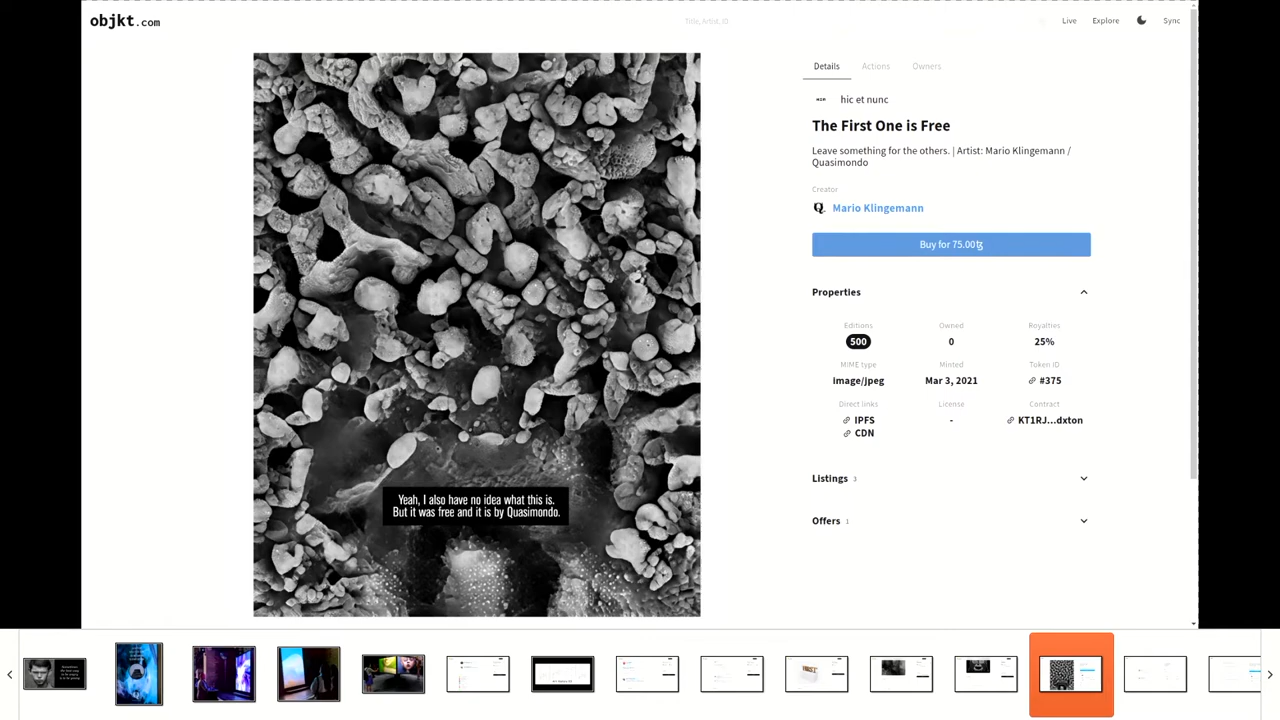 objkt.com
Title, Artist, ID
Live
Explore
Sync
Details
Actions
Owners
hic et nunc
The First One is Free
Leave something for the others. | Artist: Mario Klingemann /
Quasimondo
Creator
Q.
Mario Klingemann
Buy for 75.00ꜩ
Properties
Editions
Owned
Royalties
500
0
25%
MIME type
Minted
Token ID
image/jpeg
Mar 3, 2021
#375
Direct links
License
Contract
IPFS
-
KT1RJ...dxton
CDN
Listings 3
Offers 1
Yeah, I also have no idea what this is.
But it was free and it is by Quasimondo.